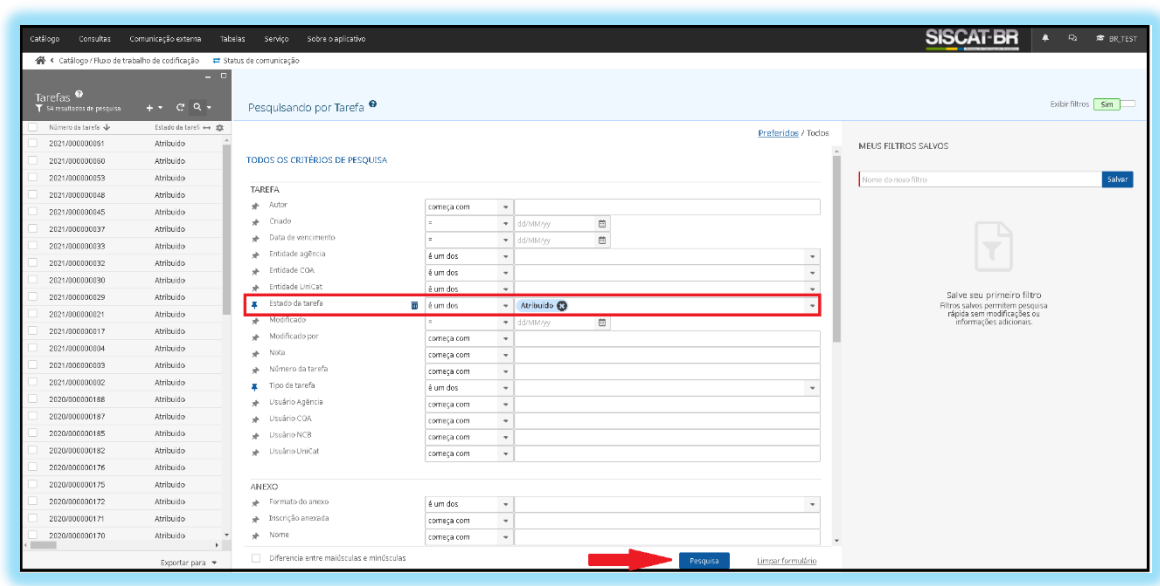 Catálogo Consultas Comunicação externa Tabelas Serviço Sobre o aplicativo SISCAT-BR BR_TEST
Catálogo / Fluxo de trabalho de codificação Status de comunicação
Tarefas
54 resultados de pesquisa
Pesquisando por Tarefa
Exibir filtros Sim
Número da tarefa Estado da taref
2021/000000061 Atribuído
2021/000000060 Atribuído
2021/000000053 Atribuído
2021/000000048 Atribuído
2021/000000045 Atribuído
2021/000000037 Atribuído
2021/000000033 Atribuído
2021/000000032 Atribuído
2021/000000030 Atribuído
2021/000000029 Atribuído
2021/000000021 Atribuído
2021/000000017 Atribuído
2021/000000004 Atribuído
2021/000000003 Atribuído
2021/000000002 Atribuído
2020/000000188 Atribuído
2020/000000187 Atribuído
2020/000000185 Atribuído
2020/000000182 Atribuído
2020/000000176 Atribuído
2020/000000175 Atribuído
2020/000000172 Atribuído
2020/000000171 Atribuído
2020/000000170 Atribuído
Exportar para
Preferidos / Todos
TODOS OS CRITÉRIOS DE PESQUISA
TAREFA
Autor começa com
Criado = dd/MM/yy
Data de vencimento = dd/MM/yy
Entidade agência é um dos
Entidade CQA é um dos
Entidade UniCat é um dos
Estado da tarefa é um dos Atribuído
Modificado = dd/MM/yy
Modificado por começa com
Nota começa com
Número da tarefa começa com
Tipo de tarefa é um dos
Usuário Agência começa com
Usuário CQA começa com
Usuário NCB começa com
Usuário UniCat começa com
ANEXO
Formato do anexo é um dos
Inscrição anexada começa com
Nome começa com
Diferencia entre maiúsculas e minúsculas
Pesquisa
Limpar formulário
MEUS FILTROS SALVOS
Nome do novo filtro Salvar
Salve seu primeiro filtro
Filtros salvos permitem pesquisa
rápida sem modificações ou
informações adicionais.